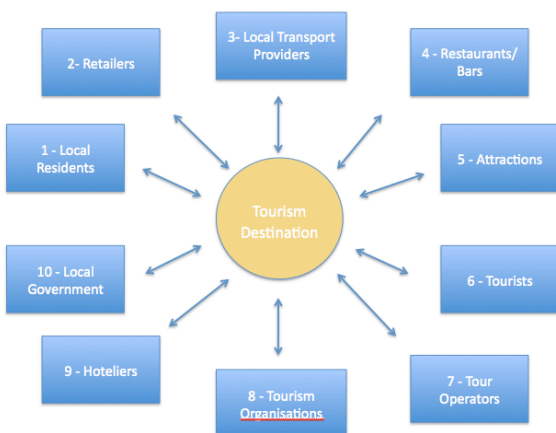 3- Local Transport
Providers
2- Retailers
4 - Restaurants/
Bars
1 - Local
Residents
5 - Attractions
Tourism
Destination
10 - Local
Government
6 - Tourists
9 - Hoteliers
7 - Tour
Operators
8 - Tourism
Organisations